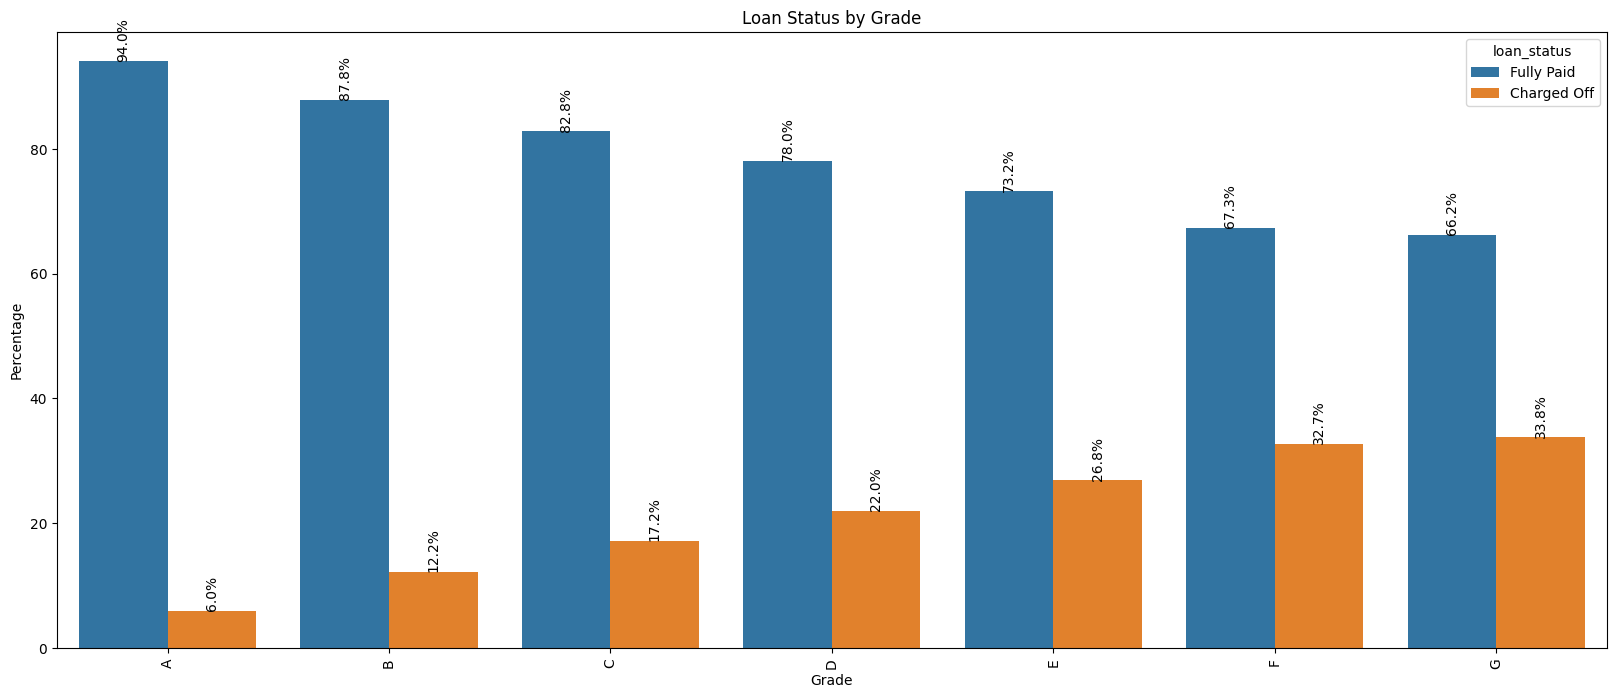 Loan Status by Grade
loan_status
Fully Paid
Charged Off
94.0%
87.8%
82.8%
78.0%
73.2%
67.3%
66.2%
6.0%
12.2%
17.2%
22.0%
26.8%
32.7%
33.8%
Percentage
80
60
40
20
0
A
B
C
D
E
F
G
Grade